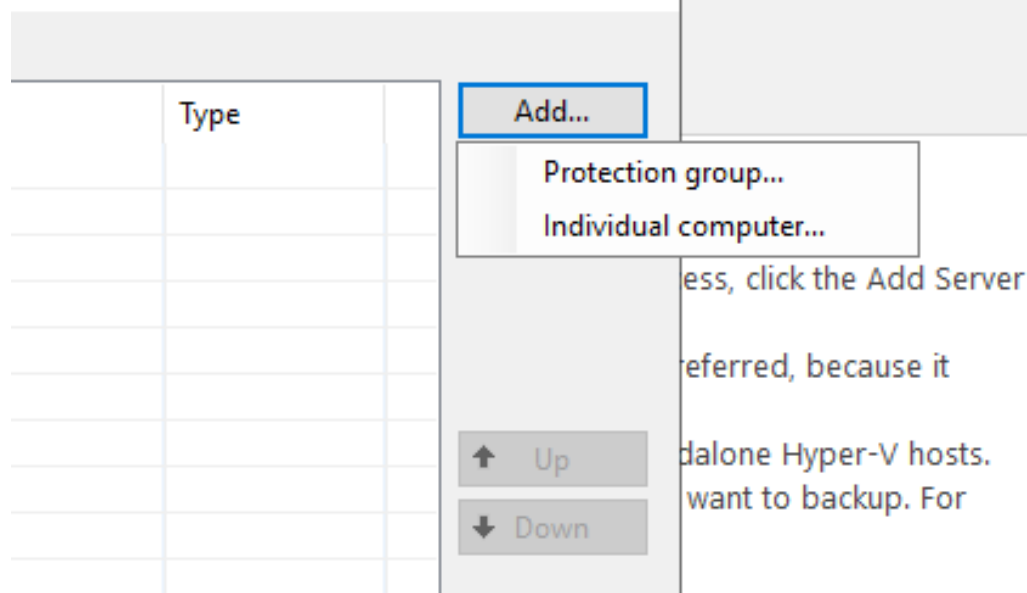 Type
Add...
Protection group...
Individual computer...
ess, click the Add Server
referred, because it
Up
dalone Hyper-V hosts.
want to backup. For
Down